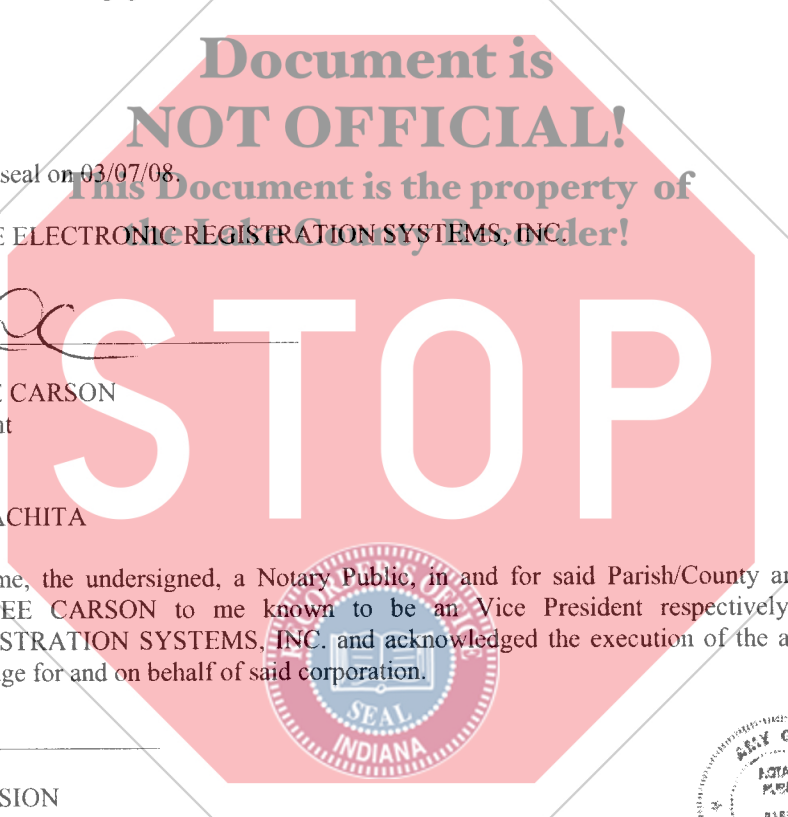 Document is
NOT OFFICIAL!
seal on 03/07/08.
This Document is the property of
E ELECTRONIC REGISTRATION SYSTEMS, INC.
the Lake County Recorder!
STOP
E CARSON
nt
ACHITA
me, the undersigned, a Notary Public, in and for said Parish/County an
EE CARSON to me known to be an Vice President respectively
STRATION SYSTEMS, INC. and acknowledged the execution of the a
ge for and on behalf of said corporation.
SEAL
INDIANA
SION
NOTA
PUBL